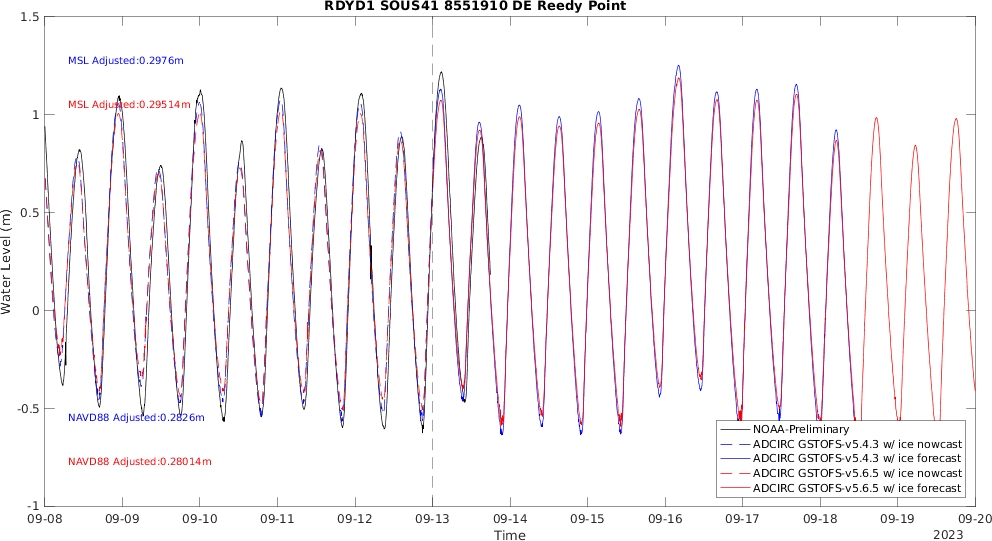 RDYD1 SOUS41 8551910 DE Reedy Point
1.5
1
0.5
0
-0.5
-1
Water Level (m)
MSL Adjusted:0.2976m
MSL Adjusted:0.29514m
NAVD88 Adjusted:0.2826m
NAVD88 Adjusted:0.28014m
NOAA-Preliminary
ADCIRC GSTOFS-v5.4.3 w/ ice nowcast
ADCIRC GSTOFS-v5.4.3 w/ ice forecast
ADCIRC GSTOFS-v5.6.5 w/ ice nowcast
ADCIRC GSTOFS-v5.6.5 w/ ice forecast
09-08 09-09 09-10 09-11 09-12 09-13 09-14 09-15 09-16 09-17 09-18 09-19 09-20
Time
2023